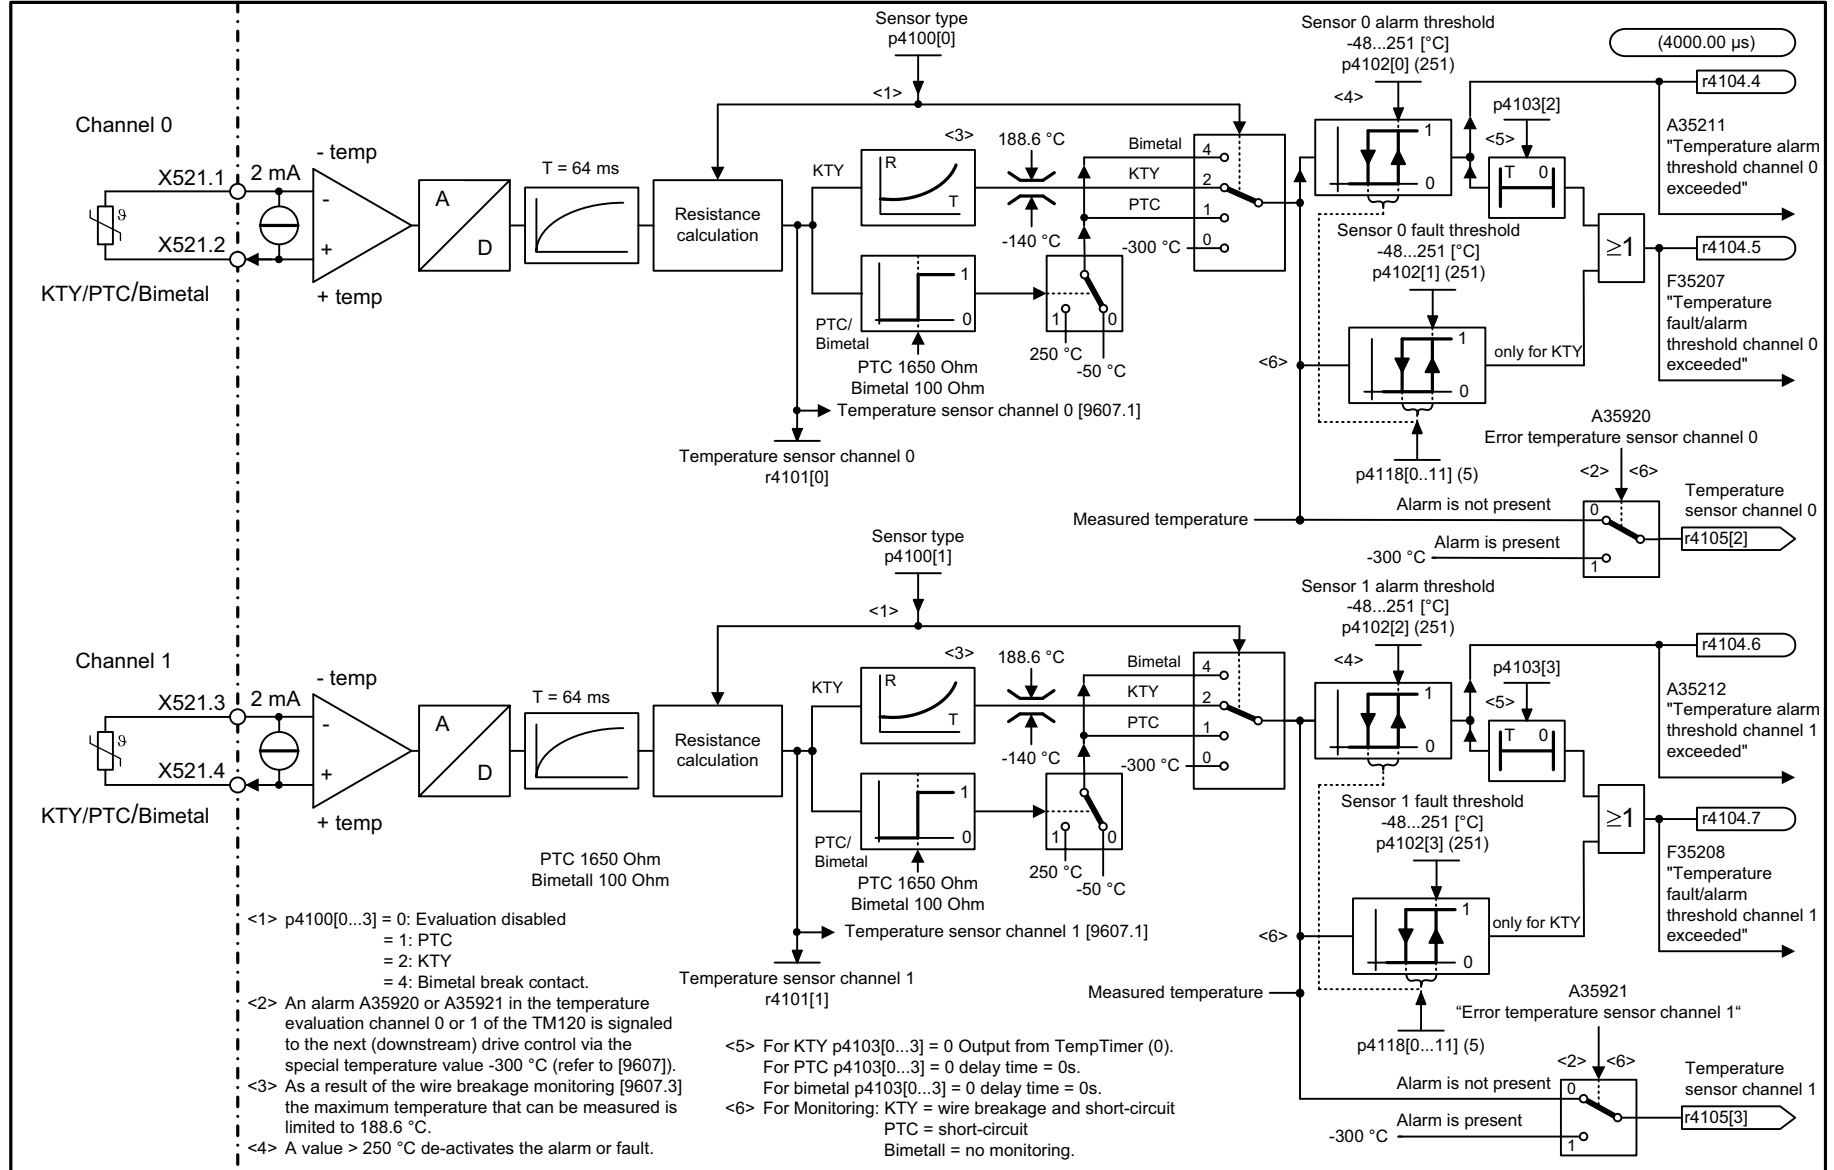 Sensor type
p4100[0]
Sensor 0 alarm threshold
-48...251 [°C]
p4102[0] (251)
(4000.00 µs)
r4104.4
<1>
<4>
p4103[2]
<5>
A35211
"Temperature alarm
threshold channel 0
exceeded"
Channel 0
- temp
X521.1
2 mA
-
ϑ
X521.2
+
KTY/PTC/Bimetal
+ temp
A
D
T = 64 ms
Resistance
calculation
KTY
<3>
R
T
188.6 °C
-140 °C
Bimetal
4
KTY
2
PTC
1
-300 °C
0
1
0
T
0
Sensor 0 fault threshold
-48...251 [°C]
p4102[1] (251)
≥1
r4104.5
F35207
"Temperature
fault/alarm
threshold channel 0
exceeded"
PTC/
Bimetal
1
0
PTC 1650 Ohm
Bimetal 100 Ohm
1
0
250 °C
-50 °C
<6>
1
0
only for KTY
Temperature sensor channel 0 [9607.1]
Temperature sensor channel 0
r4101[0]
p4118[0..11] (5)
A35920
Error temperature sensor channel 0
<2>
<6>
Measured temperature
Alarm is not present
0
Temperature
sensor channel 0
r4105[2]
Alarm is present
-300 °C
1
Sensor type
p4100[1]
Sensor 1 alarm threshold
-48...251 [°C]
p4102[2] (251)
r4104.6
<1>
<4>
p4103[3]
<5>
A35212
"Temperature alarm
threshold channel 1
exceeded"
Channel 1
- temp
X521.3
2 mA
-
ϑ
X521.4
+
KTY/PTC/Bimetal
+ temp
A
D
T = 64 ms
Resistance
calculation
KTY
<3>
R
T
188.6 °C
-140 °C
Bimetal
4
KTY
2
PTC
1
-300 °C
0
1
0
T
0
Sensor 1 fault threshold
-48...251 [°C]
p4102[3] (251)
≥1
r4104.7
F35208
"Temperature
fault/alarm
threshold channel 1
exceeded"
PTC/
Bimetal
1
0
PTC 1650 Ohm
Bimetal 100 Ohm
1
0
250 °C
-50 °C
<6>
1
0
only for KTY
PTC 1650 Ohm
Bimetall 100 Ohm
Temperature sensor channel 1 [9607.1]
Temperature sensor channel 1
r4101[1]
Measured temperature
p4118[0..11] (5)
A35921
“Error temperature sensor channel 1“
<2>
<6>
Alarm is not present
0
Temperature
sensor channel 1
r4105[3]
Alarm is present
-300 °C
1
<1> p4100[0...3] = 0: Evaluation disabled
= 1: PTC
= 2: KTY
= 4: Bimetal break contact.
<2> An alarm A35920 or A35921 in the temperature
evaluation channel 0 or 1 of the TM120 is signaled
to the next (downstream) drive control via the
special temperature value -300 °C (refer to [9607]).
<3> As a result of the wire breakage monitoring [9607.3]
the maximum temperature that can be measured is
limited to 188.6 °C.
<4> A value > 250 °C de-activates the alarm or fault.
<5> For KTY p4103[0...3] = 0 Output from TempTimer (0).
For PTC p4103[0...3] = 0 delay time = 0s.
For bimetal p4103[0...3] = 0 delay time = 0s.
<6> For Monitoring: KTY = wire breakage and short-circuit
PTC = short-circuit
Bimetall = no monitoring.